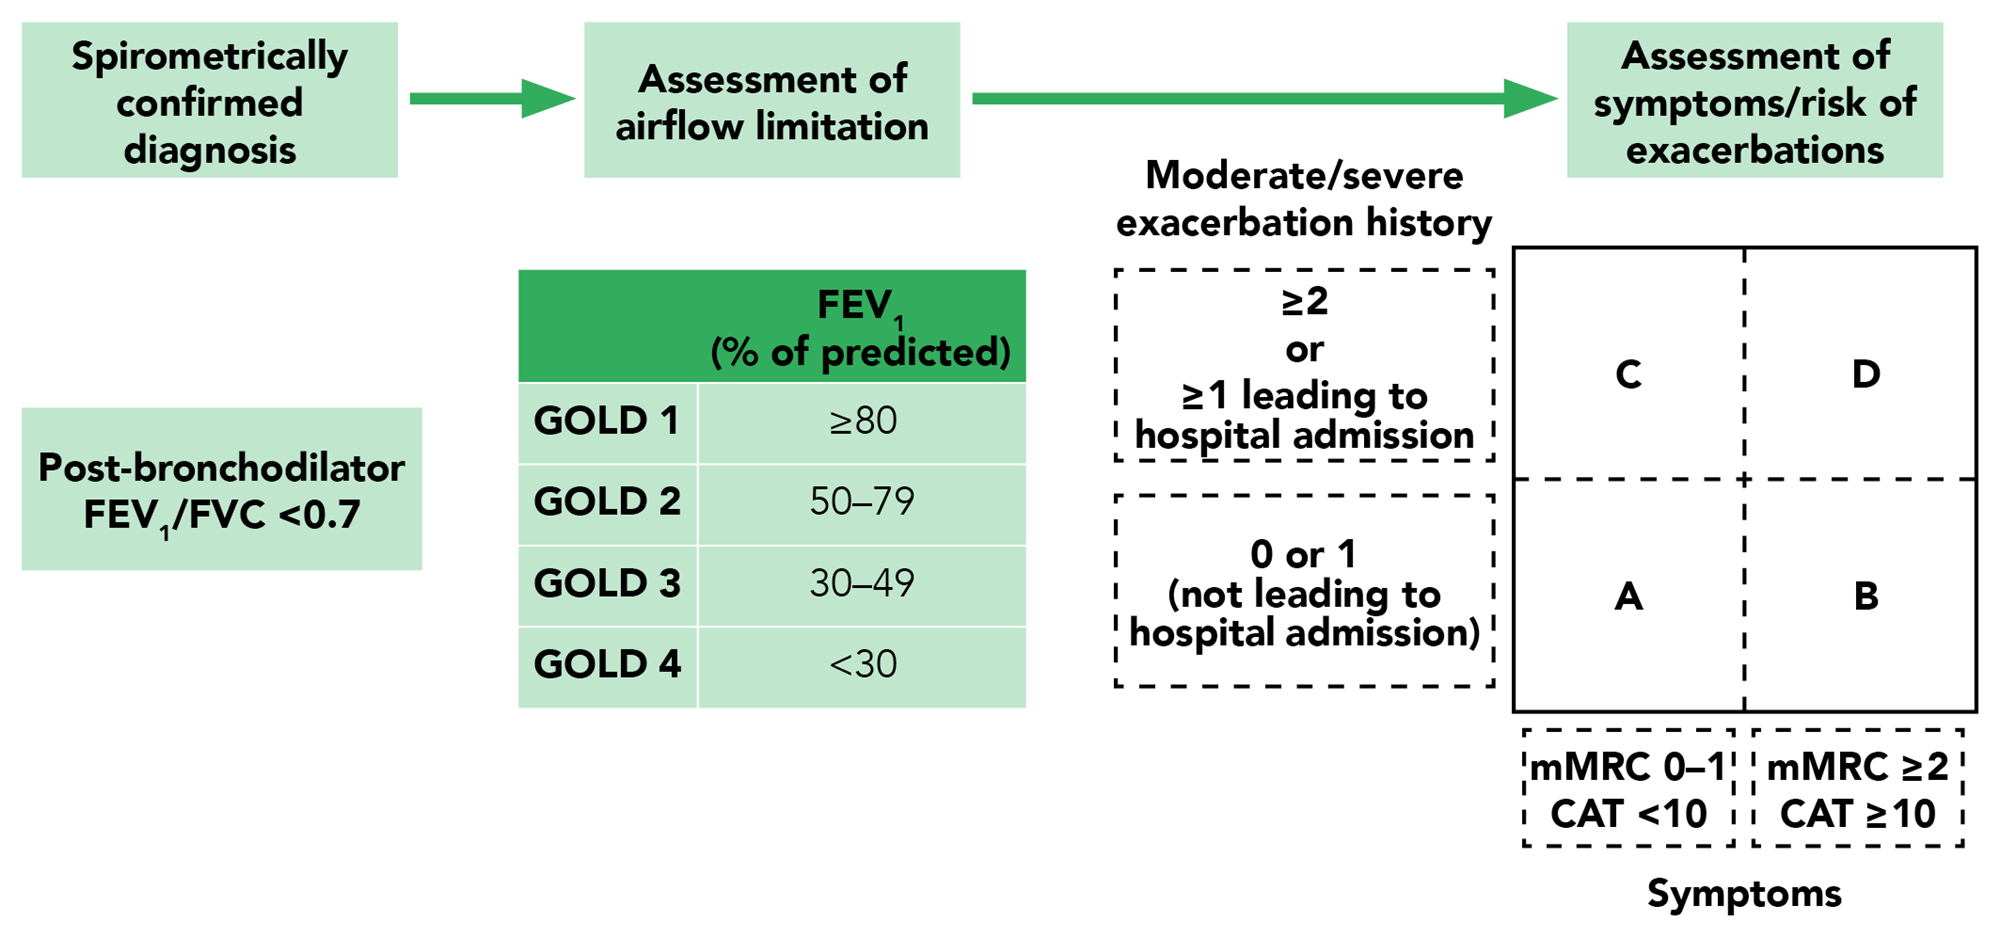 Spirometrically
confirmed
diagnosis
Assessment of
airflow limitation
Assessment of
symptoms/risk of
exacerbations
Post-bronchodilator
FEV₁/FVC <0.7
FEV₁
(% of predicted)
GOLD 1 ≥80
GOLD 2 50–79
GOLD 3 30–49
GOLD 4 <30
Moderate/severe
exacerbation history
≥2
or
≥1 leading to
hospital admission
0 or 1
(not leading to
hospital admission)
C D
A B
mMRC 0–1
CAT <10
mMRC ≥2
CAT ≥10
Symptoms